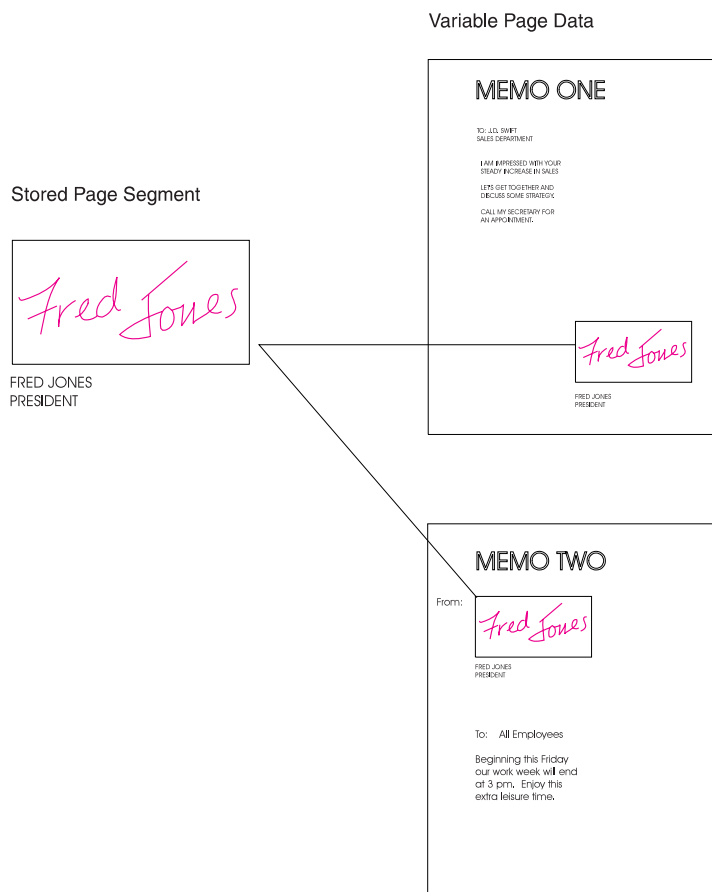 Variable Page Data
MEMO ONE
TO: J.D. SWIFT
SALES DEPARTMENT
I AM IMPRESSED WITH YOUR
STEADY INCREASE IN SALES
LET'S GET TOGETHER AND
DISCUSS SOME STRATEGY.
CALL MY SECRETARY FOR
AN APPOINTMENT.
Fred Jones
FRED JONES
PRESIDENT
Stored Page Segment
Fred Jones
FRED JONES
PRESIDENT
MEMO TWO
From:
Fred Jones
FRED JONES
PRESIDENT
To: All Employees
Beginning this Friday
our work week will end
at 3 pm. Enjoy this
extra leisure time.